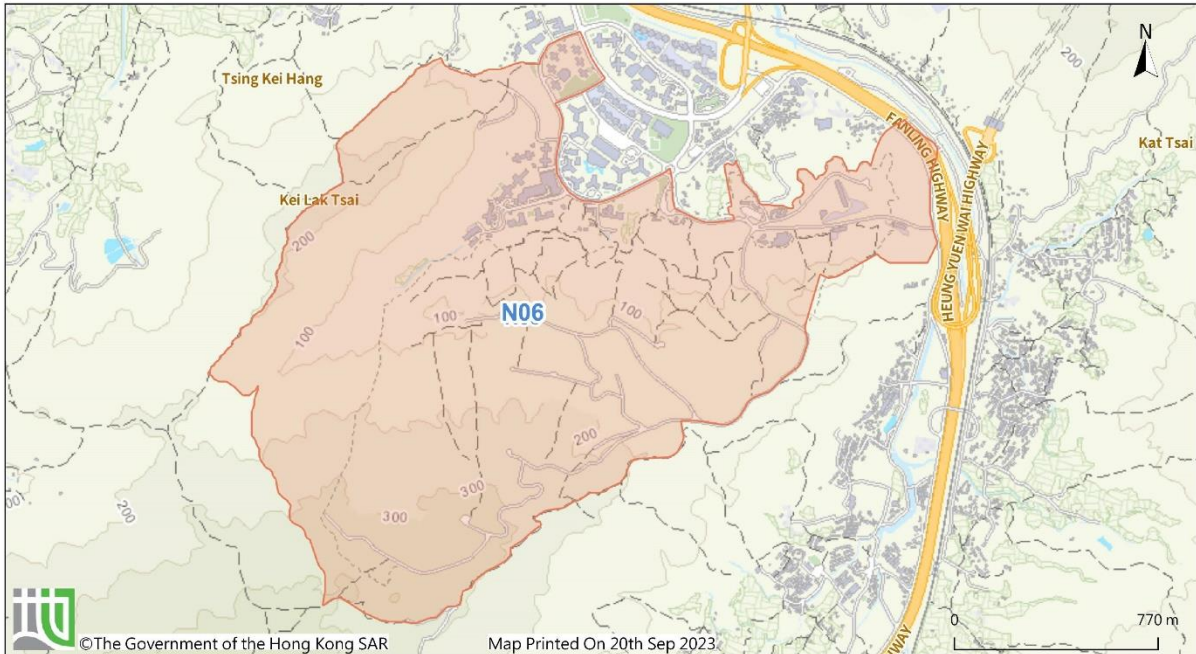 N
Tsing Kei Hang
200
FANLING HIGHWAY
Kat Tsai
Kei Lak Tsai
200
HEUNG YUEN WAI HIGHWAY
N06
100
100
100
200
300
200
300
0
770 m
©The Government of the Hong Kong SAR
Map Printed On 20th Sep 2023